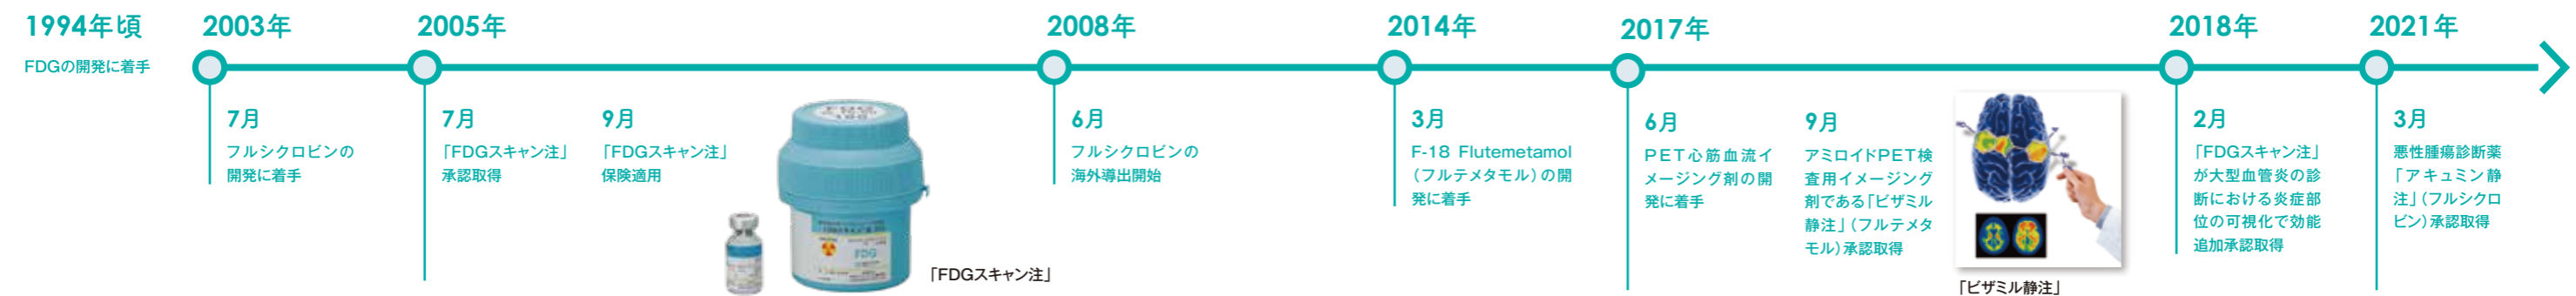 1994年頃
FDGの開発に着手
2003年
7月
フルシクロビンの
開発に着手
2005年
7月
「FDGスキャン注」
承認取得
9月
「FDGスキャン注」
保険適用
FDG
「FDGスキャン注」
2008年
6月
フルシクロビンの
海外導出開始
2014年
3月
F-18 Flutemetamol
(フルテメタモル)の開
発に着手
2017年
6月
PET心筋血流イ
メージング剤の開
発に着手
9月
アミロイドPET検
査用イメージング
剤である「ビザミル
静注」(フルテメタ
モル)承認取得
「ビザミル静注」
2018年
2月
「FDGスキャン注」
が大型血管炎の診
断における炎症部
位の可視化で効能
追加承認取得
2021年
3月
悪性腫瘍診断薬
「アキュミン静
注」(フルシクロ
ビン)承認取得